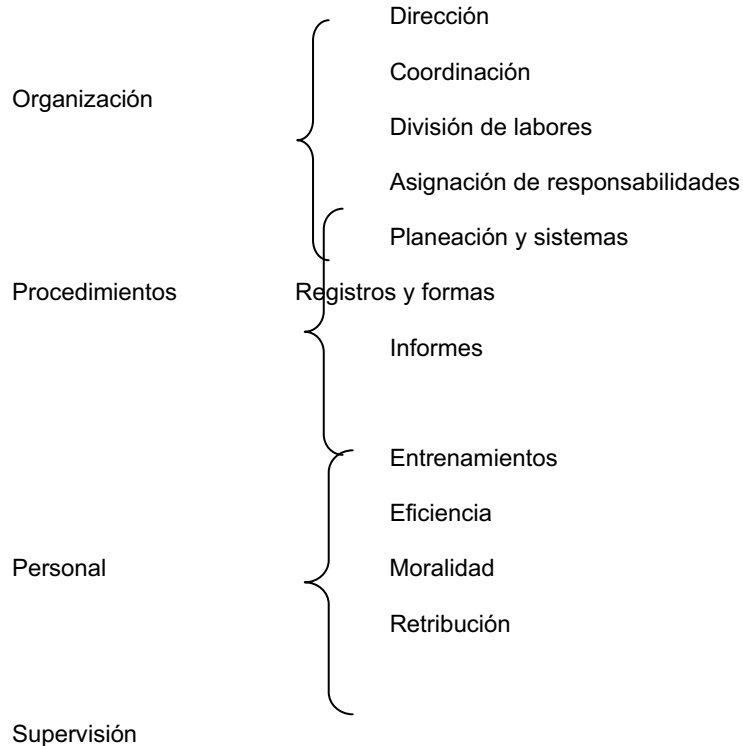 Dirección
Coordinación
Organización
División de labores
Asignación de responsabilidades
Planeación y sistemas
Procedimientos Registros y formas
Informes
Entrenamientos
Eficiencia
Personal Moralidad
Retribución
Supervisión